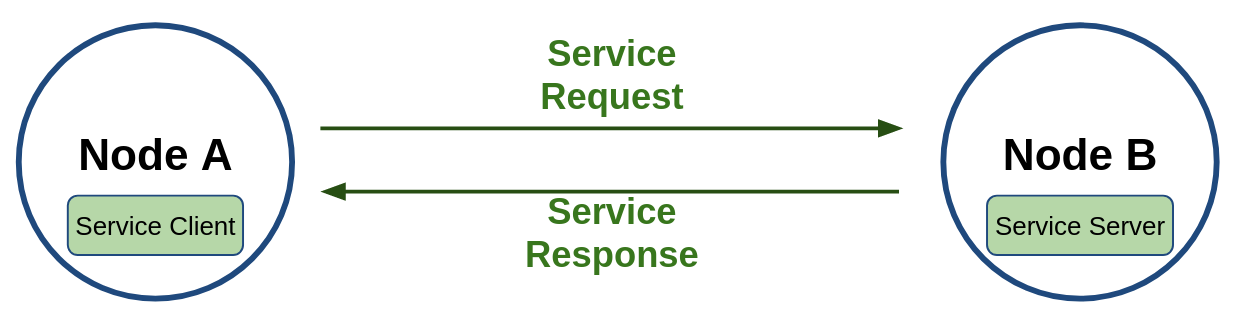 Service
Request
Node A
Service Client
Service
Response
Node B
Service Server